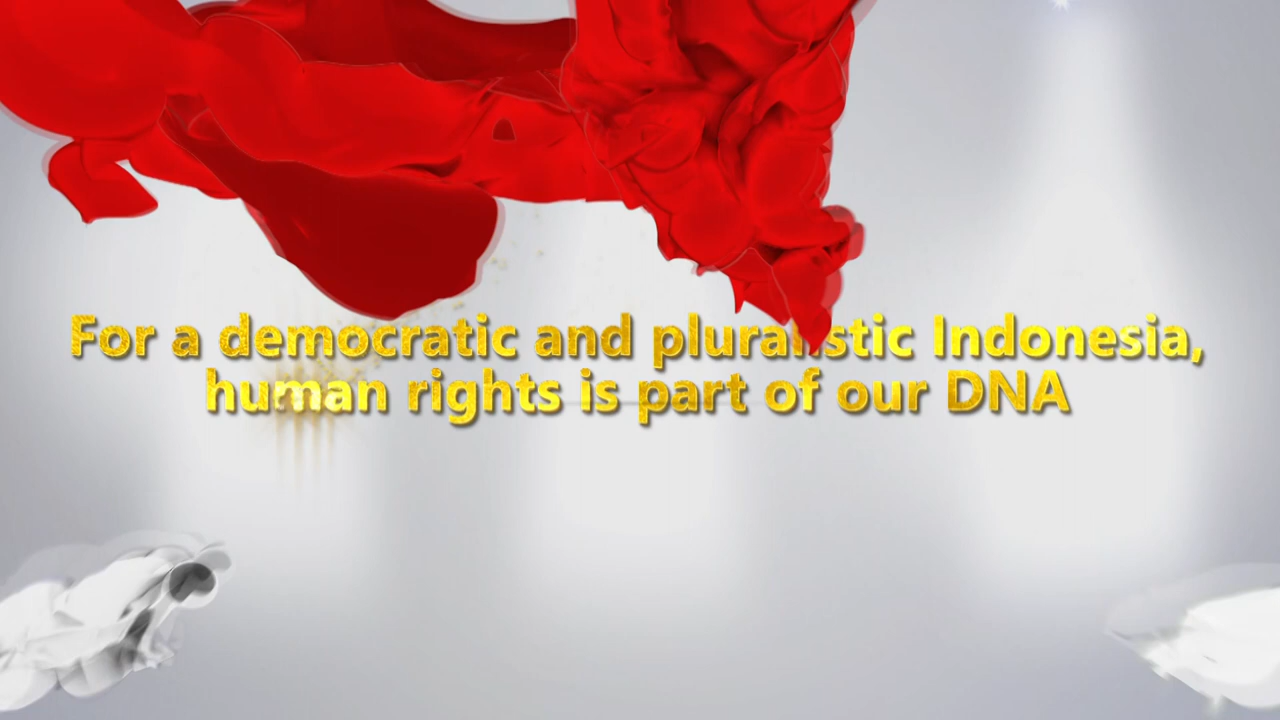 For a democratic and pluralistic Indonesia,
human rights is part of our DNA